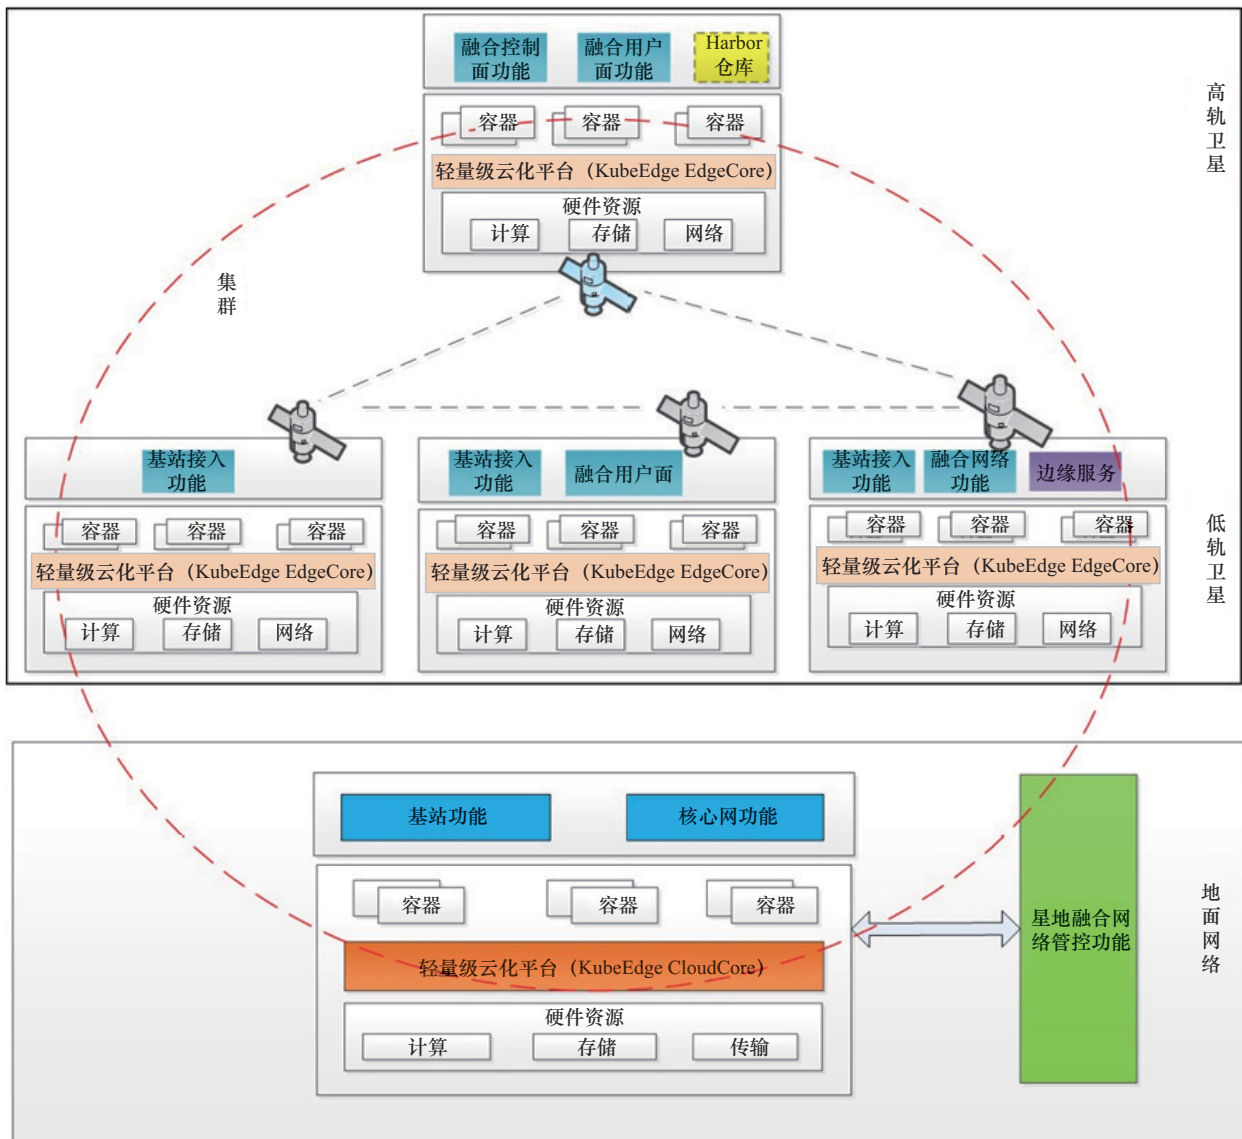 融合控制
面功能
融合用户
面功能
Harbor
仓库
高
轨
卫
星
容器
容器
容器
轻量级云化平台（KubeEdge EdgeCore）
硬件资源
计算
存储
网络
集
群
基站接入
功能
基站接入
功能
融合用户面
基站接入
功能
融合网络
功能
边缘服务
低
轨
卫
星
容器
容器
容器
轻量级云化平台（KubeEdge EdgeCore）
硬件资源
计算
存储
网络
容器
容器
容器
轻量级云化平台（KubeEdge EdgeCore）
硬件资源
计算
存储
网络
容器
容器
容器
轻量级云化平台（KubeEdge EdgeCore）
硬件资源
计算
存储
网络
基站功能
核心网功能
容器
容器
容器
轻量级云化平台（KubeEdge CloudCore）
硬件资源
计算
存储
传输
星地融合网
络管控功能
地
面
网
络